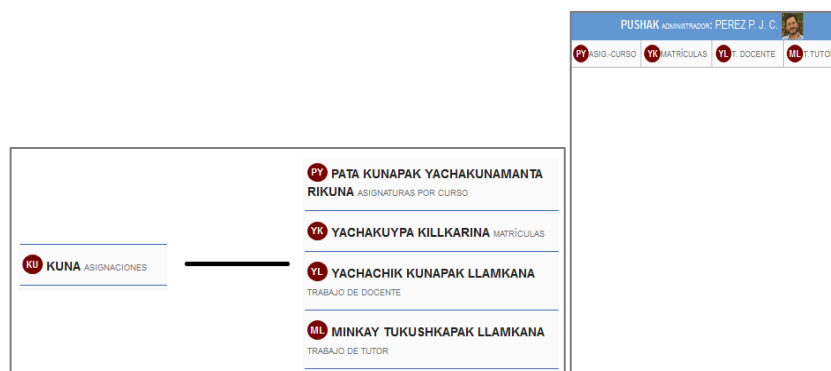 PUSHAK ADMINISTRADOR: PEREZ P. J. C.
PY ASIG.-CURSO YK MATRÍCULAS YL T. DOCENTE ML T.TUTOR
KU KUNA ASIGNACIONES
PY PATA KUNAPAK YACHAKUNAMANTA
RIKUNA ASIGNATURAS POR CURSO
YK YACHAKUYPA KILLKARINA MATRÍCULAS
YL YACHACHIK KUNAPAK LLAMKANA
TRABAJO DE DOCENTE
ML MINKAY TUKUSHKAPAK LLAMKANA
TRABAJO DE TUTOR